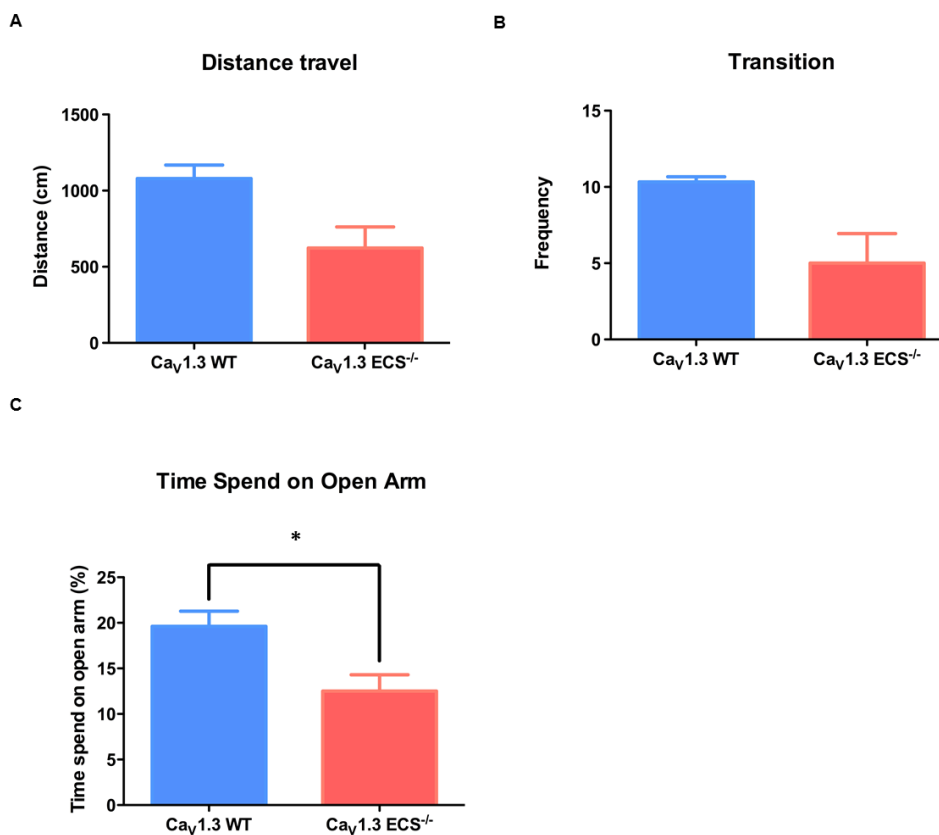 A
Distance travel
Distance (cm)
1500
1000
500
0
CaV1.3 WT
CaV1.3 ECS-/-
B
Transition
Frequency
15
10
5
0
CaV1.3 WT
CaV1.3 ECS-/-
C
Time Spend on Open Arm
*
Time spend on open arm (%)
25
20
15
10
5
0
CaV1.3 WT
CaV1.3 ECS-/-